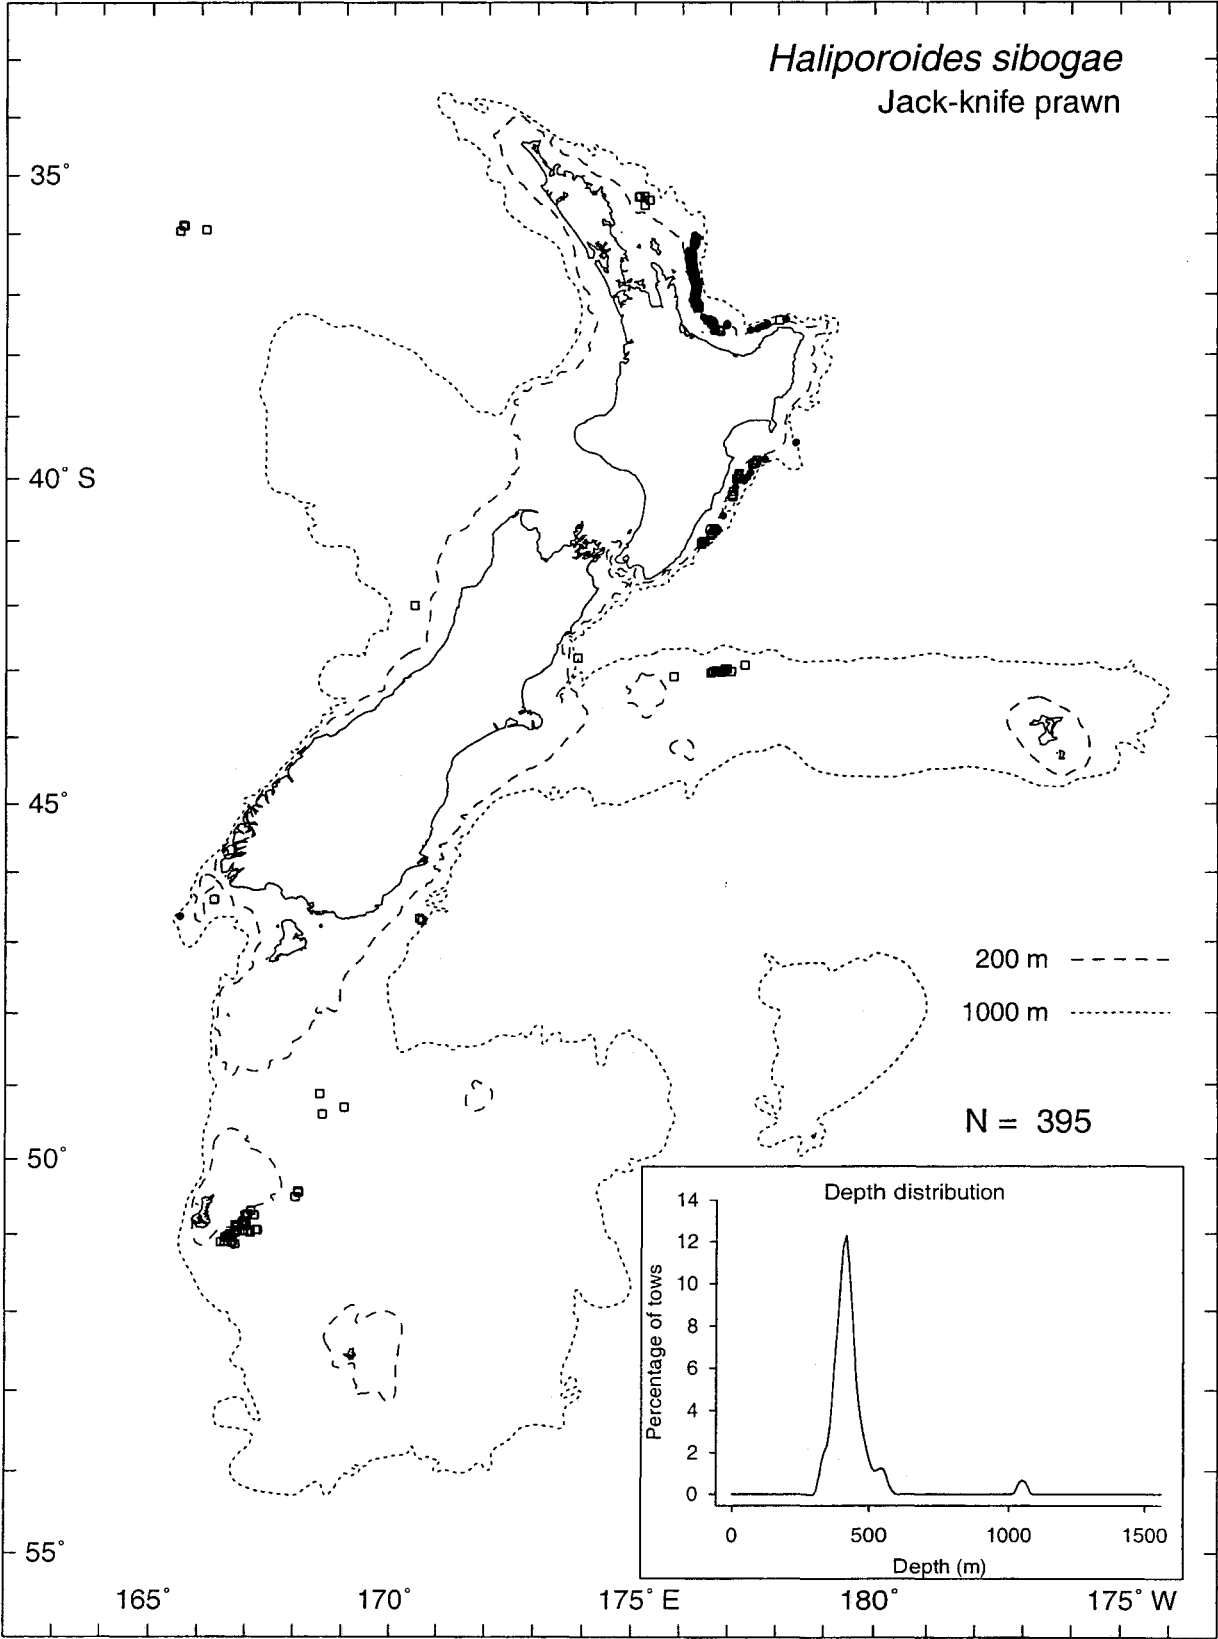 Haliporoides sibogae
Jack-knife prawn
35°
40° S
45°
200 m
1000 m
N = 395
50°
Depth distribution
14
12
10
8
6
4
2
0
Percentage of tows
0 500 1000 1500
Depth (m)
55°
165° 170° 175° E 180° 175° W